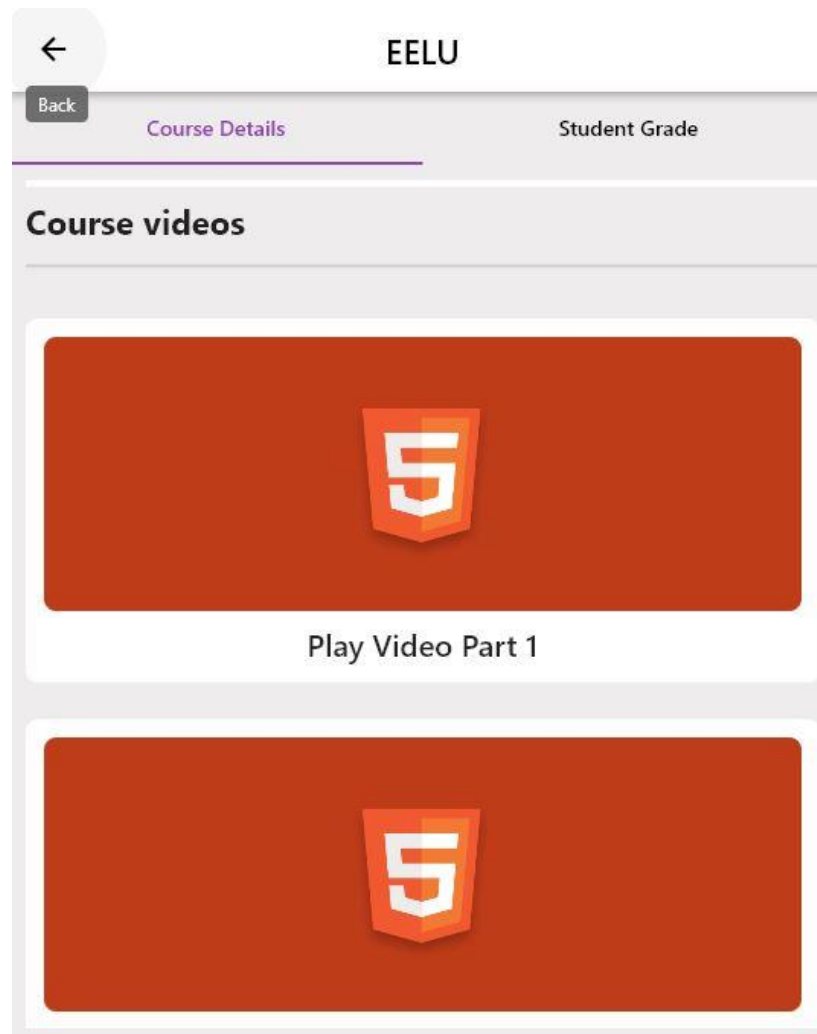 EELU
Back
Course Details
Student Grade
Course videos
5
Play Video Part 1
5